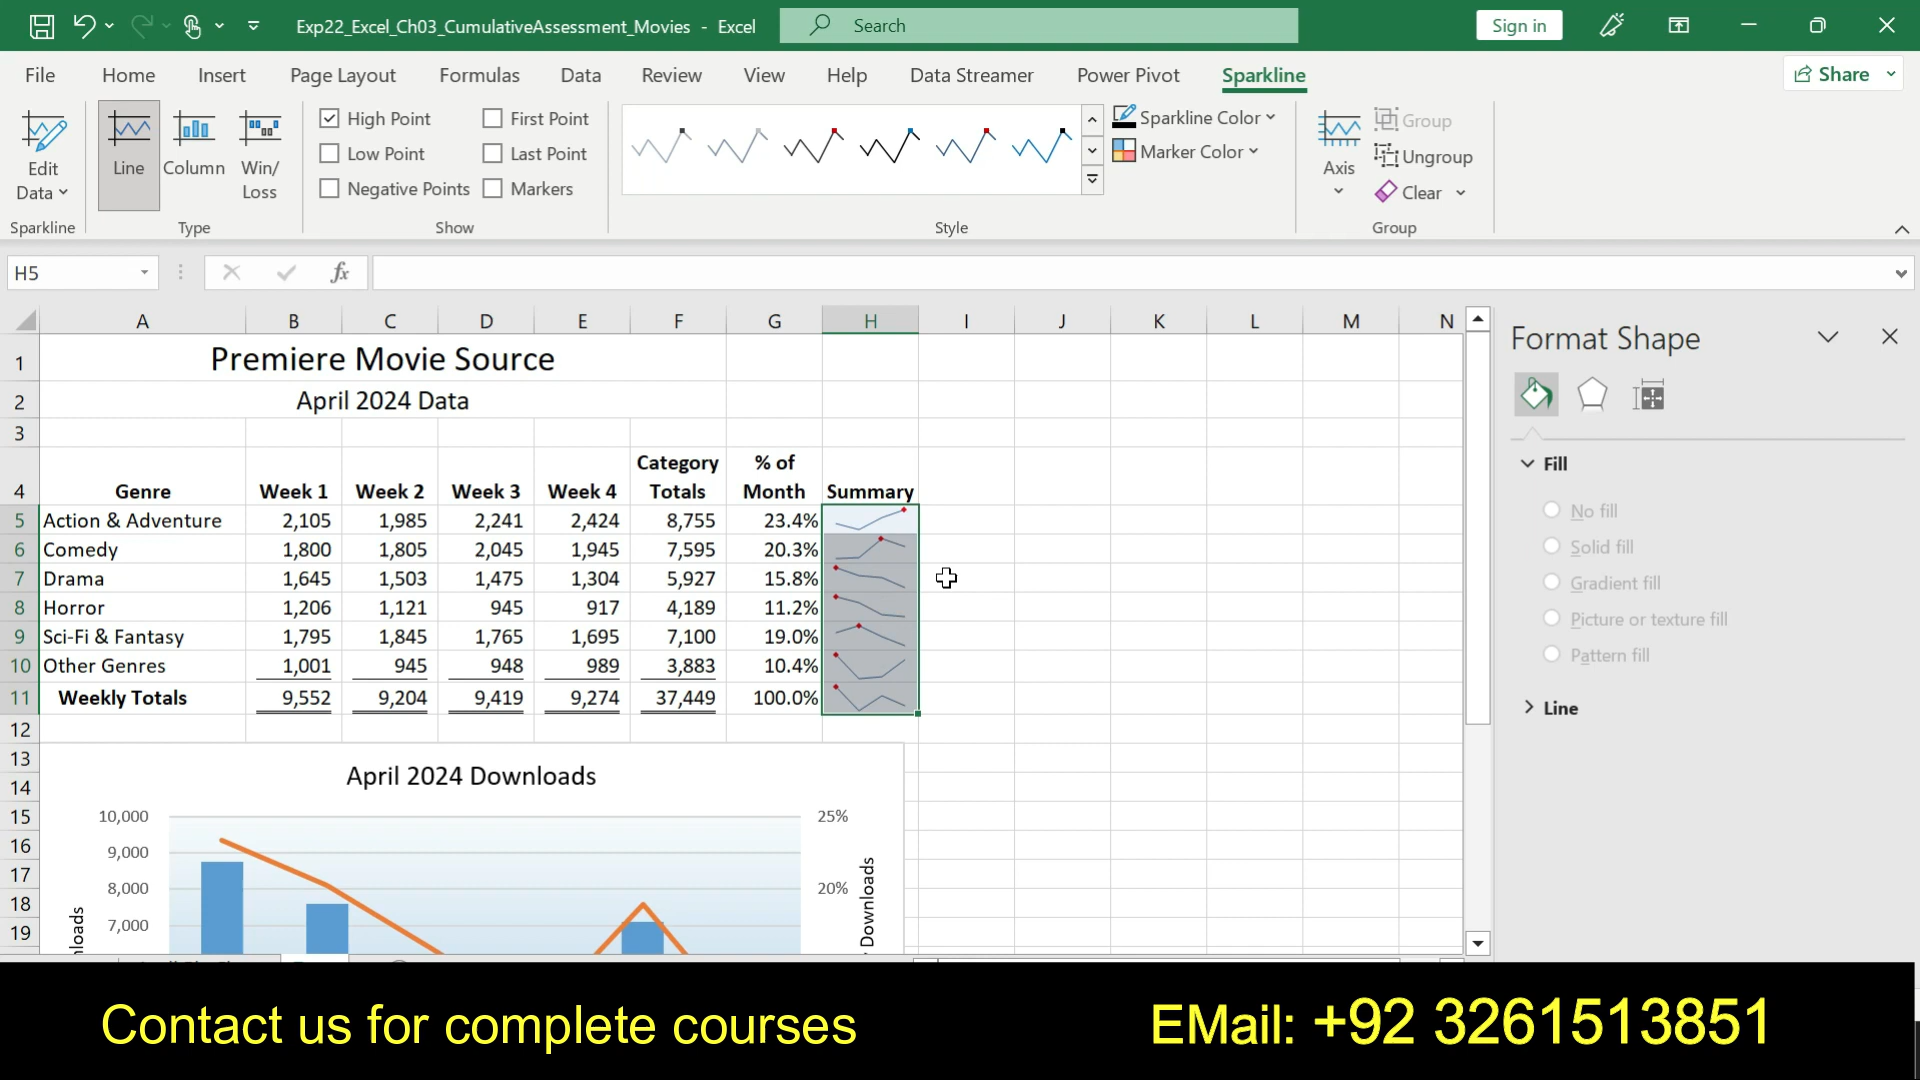 Exp22_Excel_Ch03_CumulativeAssessment_Movies - Excel
Search
Sign in
File Home Insert Page Layout Formulas Data Review View Help Data Streamer Power Pivot Sparkline
Share
Edit Data
Line
Column
Win/ Loss
High Point
First Point
Low Point
Last Point
Negative Points
Markers
Sparkline Color
Marker Color
Axis
Group
Ungroup
Clear
Sparkline Type Show Style Group
H5
fx
A B C D E F G H I J K L M N
1 Premiere Movie Source
2 April 2024 Data
3
Category % of
4 Genre Week 1 Week 2 Week 3 Week 4 Totals Month Summary
5 Action & Adventure 2,105 1,985 2,241 2,424 8,755 23.4%
6 Comedy 1,800 1,805 2,045 1,945 7,595 20.3%
7 Drama 1,645 1,503 1,475 1,304 5,927 15.8%
8 Horror 1,206 1,121 945 917 4,189 11.2%
9 Sci-Fi & Fantasy 1,795 1,845 1,765 1,695 7,100 19.0%
10 Other Genres 1,001 945 948 989 3,883 10.4%
11 Weekly Totals 9,552 9,204 9,419 9,274 37,449 100.0%
12
13
14
15
16
17
18
19
April 2024 Downloads
10,000
9,000
8,000
7,000
25%
20%
Downloads
Format Shape
Fill
No fill
Solid fill
Gradient fill
Picture or texture fill
Pattern fill
Line
Contact us for complete courses
EMail: +92 3261513851